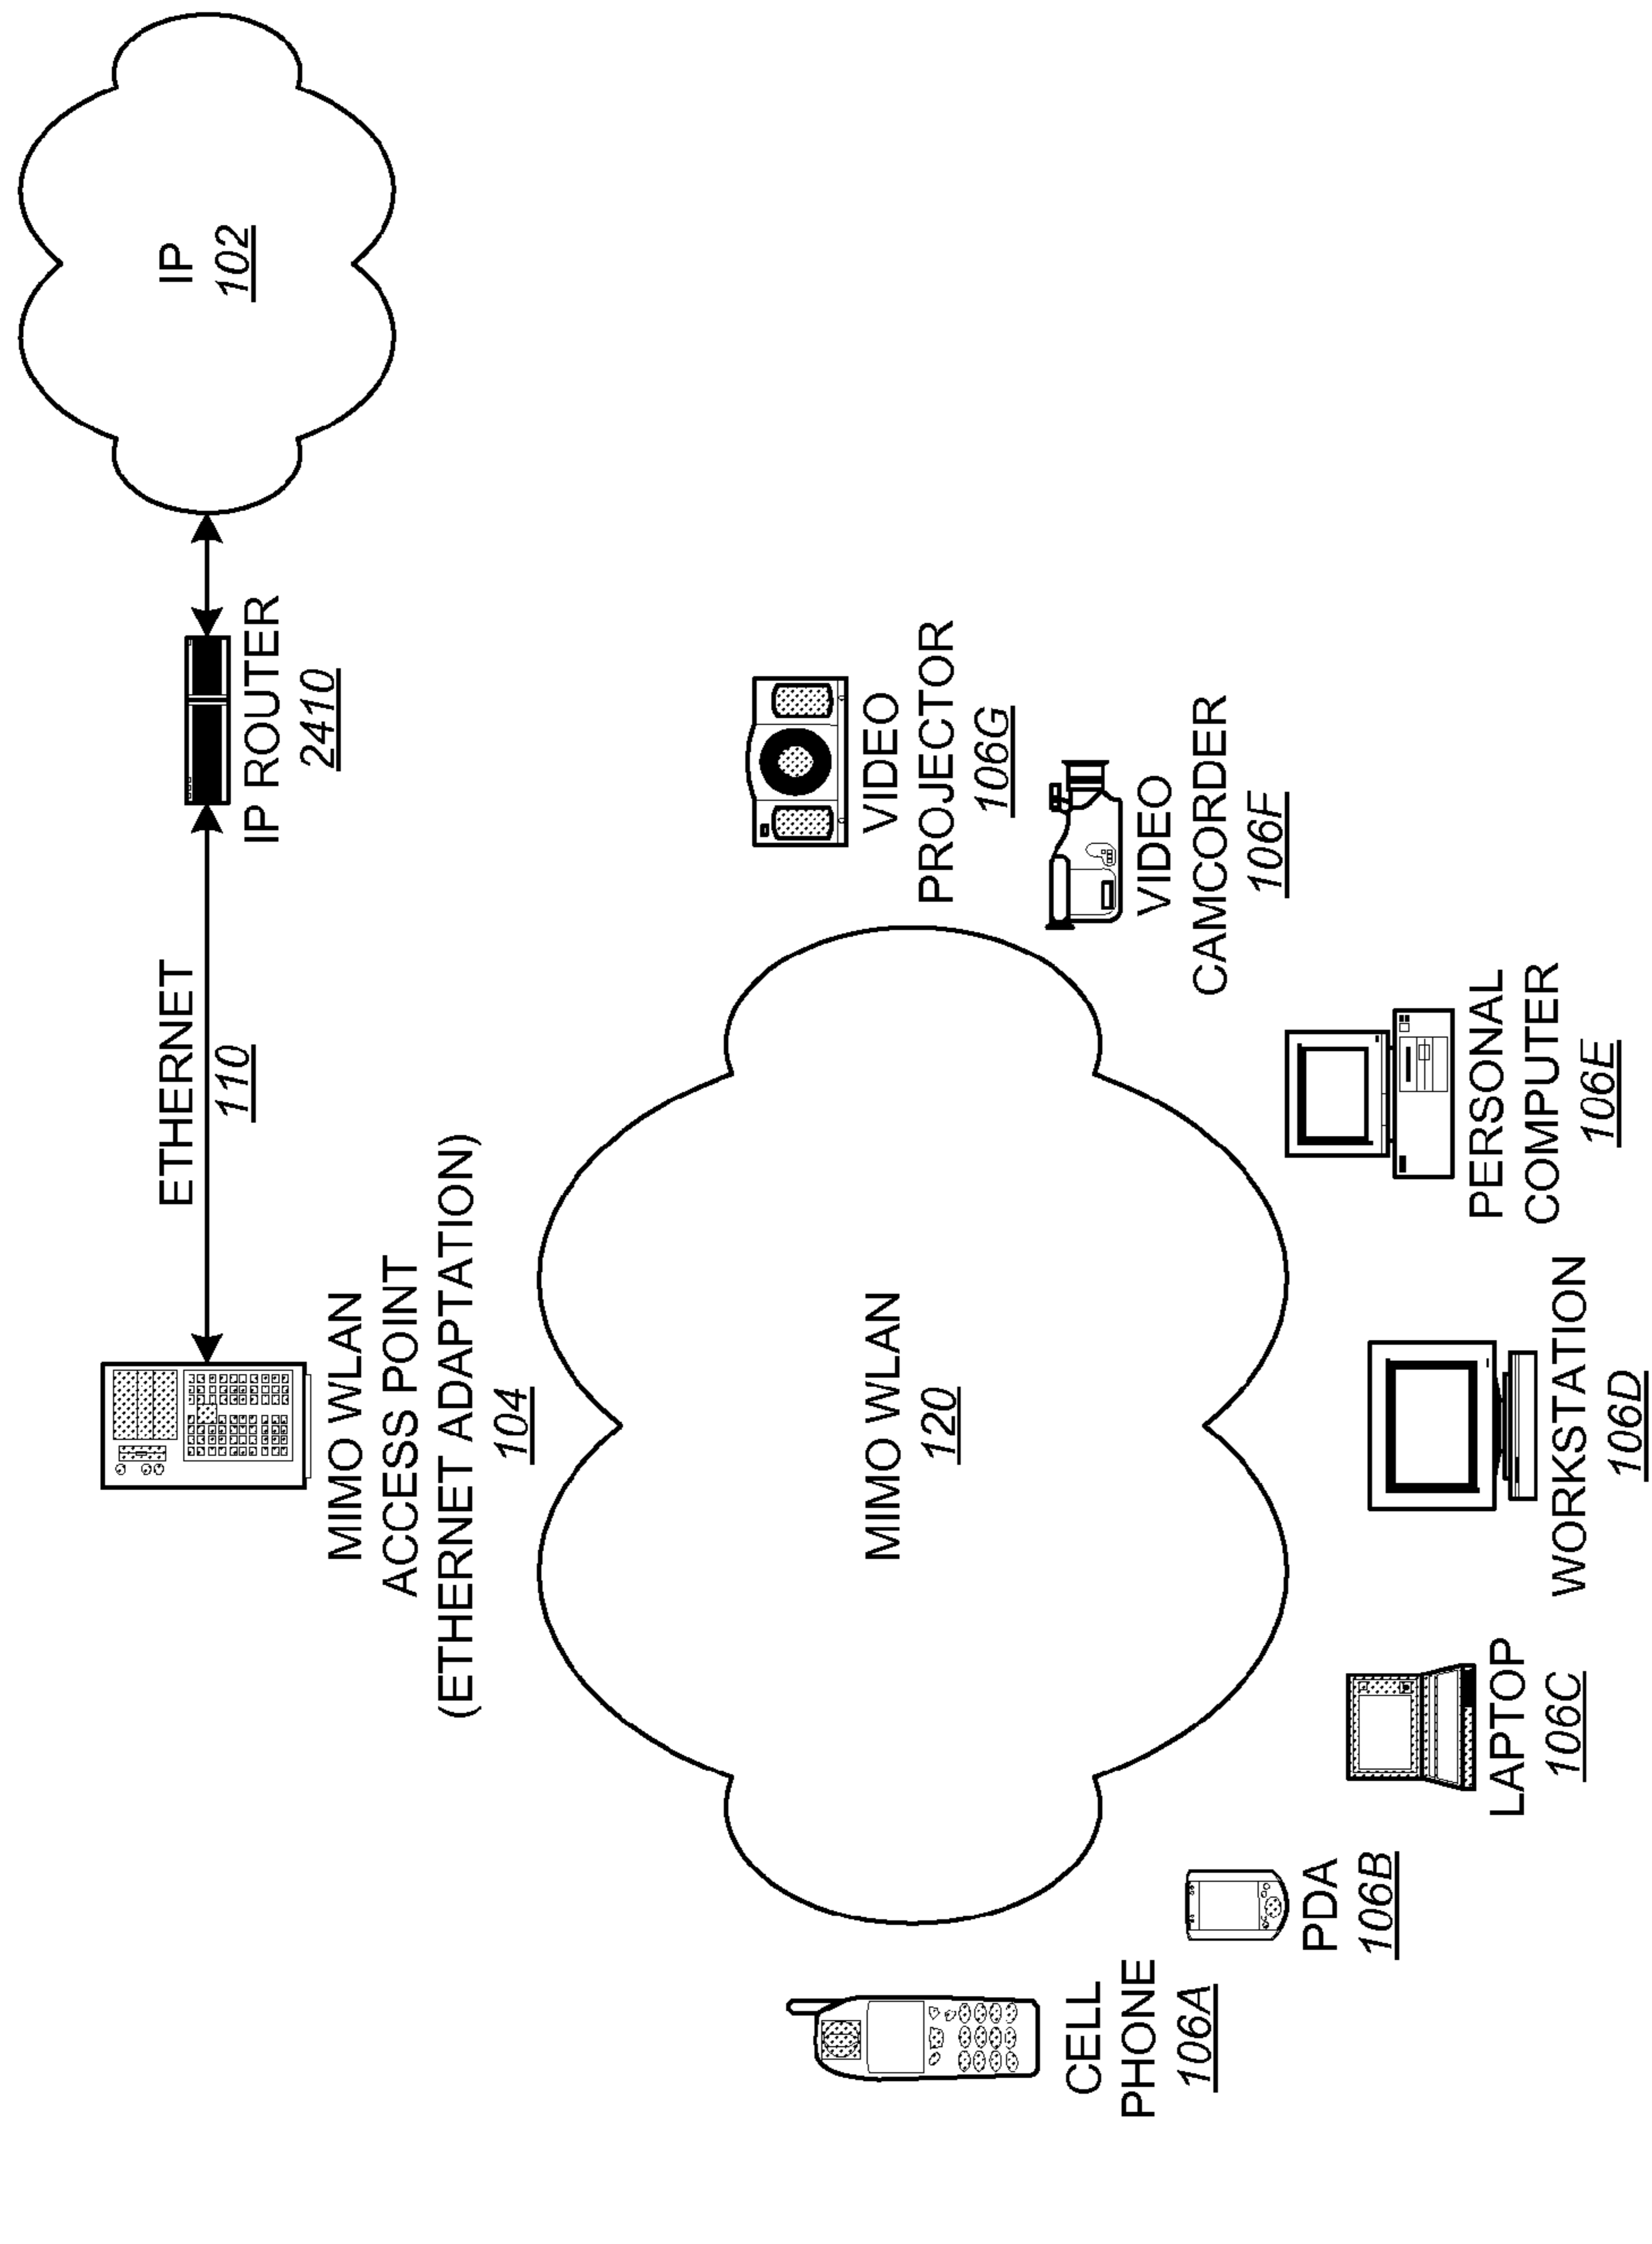 ETHERNET
110
IP
102
MIMO WLAN
ACCESS POINT
(ETHERNET ADAPTATION)
104
IP ROUTER
2410
MIMO WLAN
120
CELL
PHONE
106A
PDA
106B
LAPTOP
106C
WORKSTATION
106D
PERSONAL
COMPUTER
106E
VIDEO
CAMCORDER
106F
VIDEO
PROJECTOR
106G